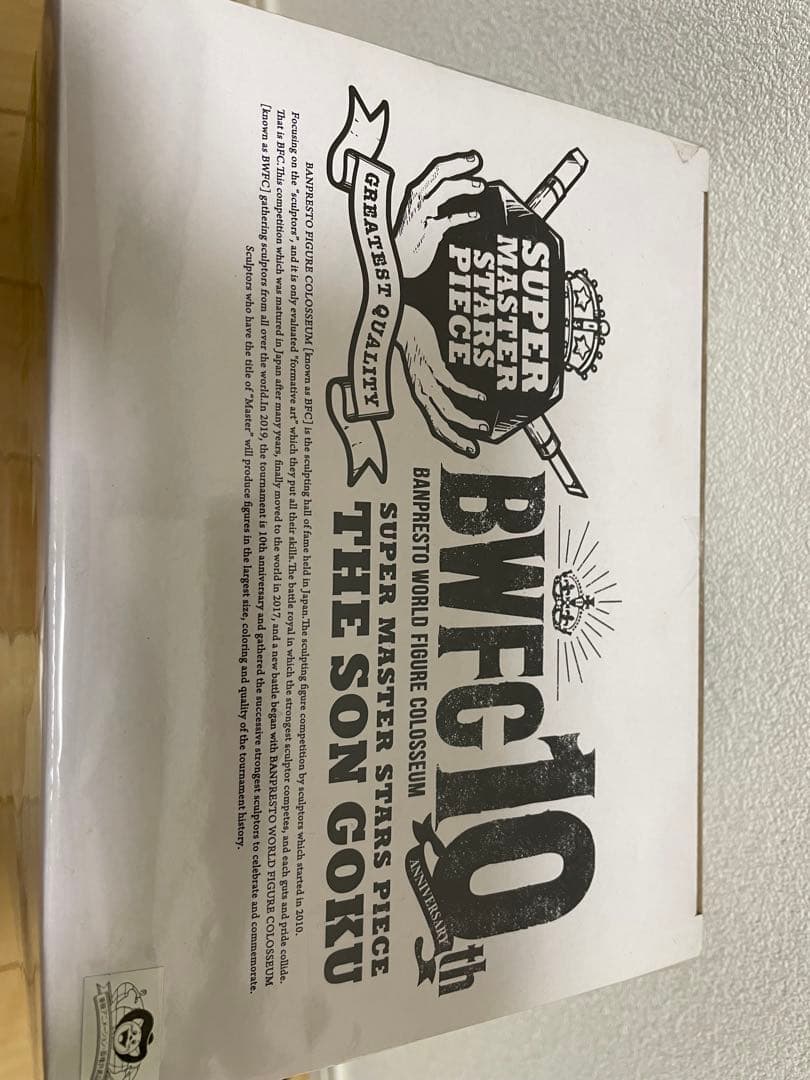 SUPER
MASTER
STARS
PIECE
GREATEST QUALITY
BWFC10th
ANNIVERSARY
BANPRESTO WORLD FIGURE COLOSSEUM
SUPER MASTER STARS PIECE
THE SON GOKU
BANPRESTO FIGURE COLOSSEUM [known as BFC] is the sculpting hall of fame held in Japan. The sculpting figure competition by sculptors which started in 2010.
Focusing on the "sculptors", and it is only evaluated "formative art" which they put all their skills. The battle royal in which the strongest sculptor competes, and each guts and pride collide.
That is BFC. This competition which was matured in Japan after many years, finally moved to the world in 2017, and a new battle began with BANPRESTO WORLD FIGURE COLOSSEUM
[known as BWFC] gathering sculptors from all over the world.In 2019, the tournament is 10th anniversary and gathered the successive strongest sculptors to celebrate and commemorate.
Sculptors who have the title of "Master" will produce figures in the largest size, coloring and quality of the tournament history.